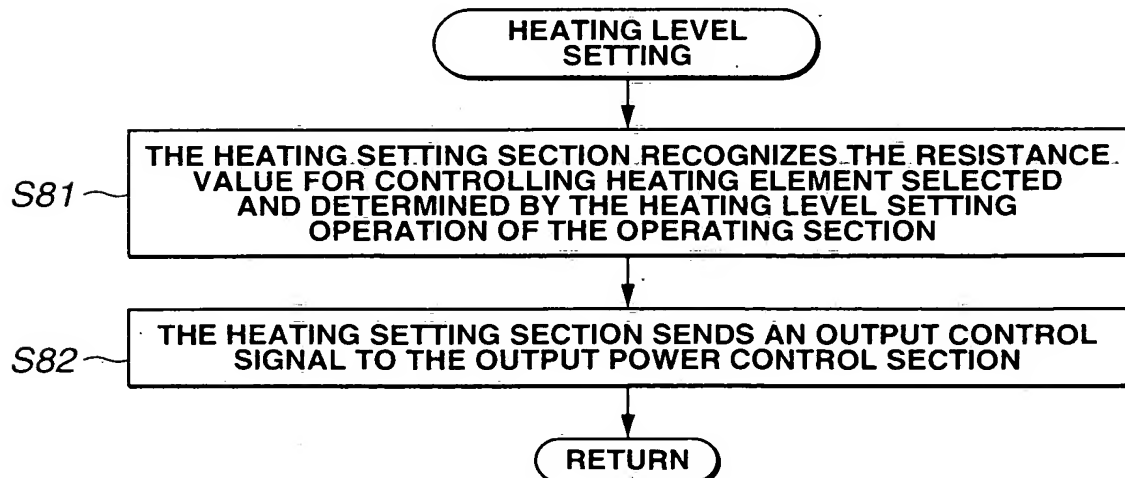 HEATING LEVEL
SETTING
S81
THE HEATING SETTING SECTION RECOGNIZES THE RESISTANCE
VALUE FOR CONTROLLING HEATING ELEMENT SELECTED
AND DETERMINED BY THE HEATING LEVEL SETTING
OPERATION OF THE OPERATING SECTION
S82
THE HEATING SETTING SECTION SENDS AN OUTPUT CONTROL
SIGNAL TO THE OUTPUT POWER CONTROL SECTION
RETURN